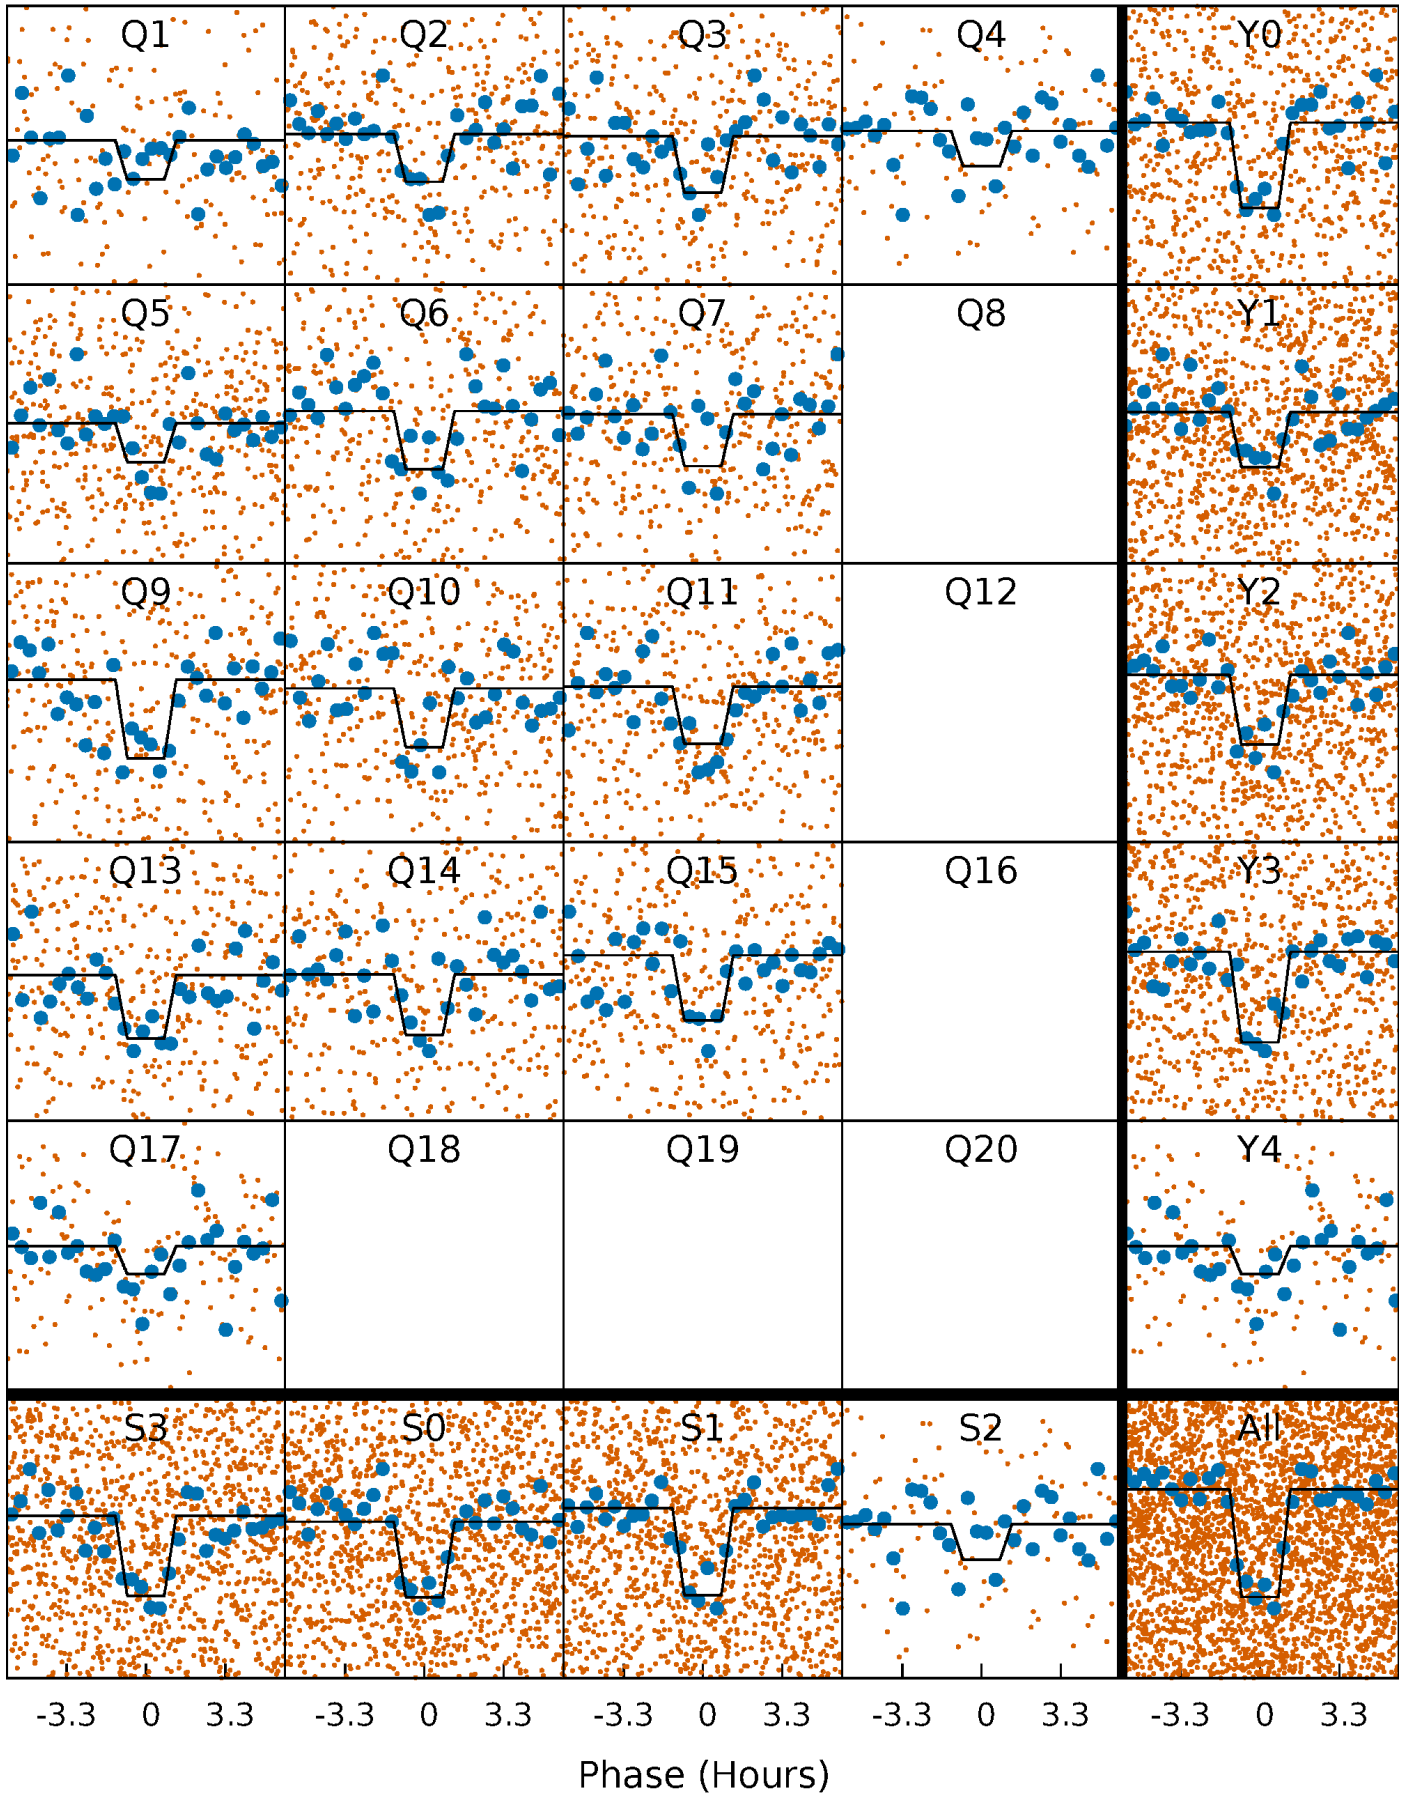 Q1 Q2 Q3 Q4 Y0
Q5 Q6 Q7 Q8 Y1
Q9 Q10 Q11 Q12 Y2
Q13 Q14 Q15 Q16 Y3
Q17 Q18 Q19 Q20 Y4
S3 S0 S1 S2 All
-3.3 0 3.3 -3.3 0 3.3 -3.3 0 3.3 -3.3 0 3.3 -3.3 0 3.3
Phase (Hours)